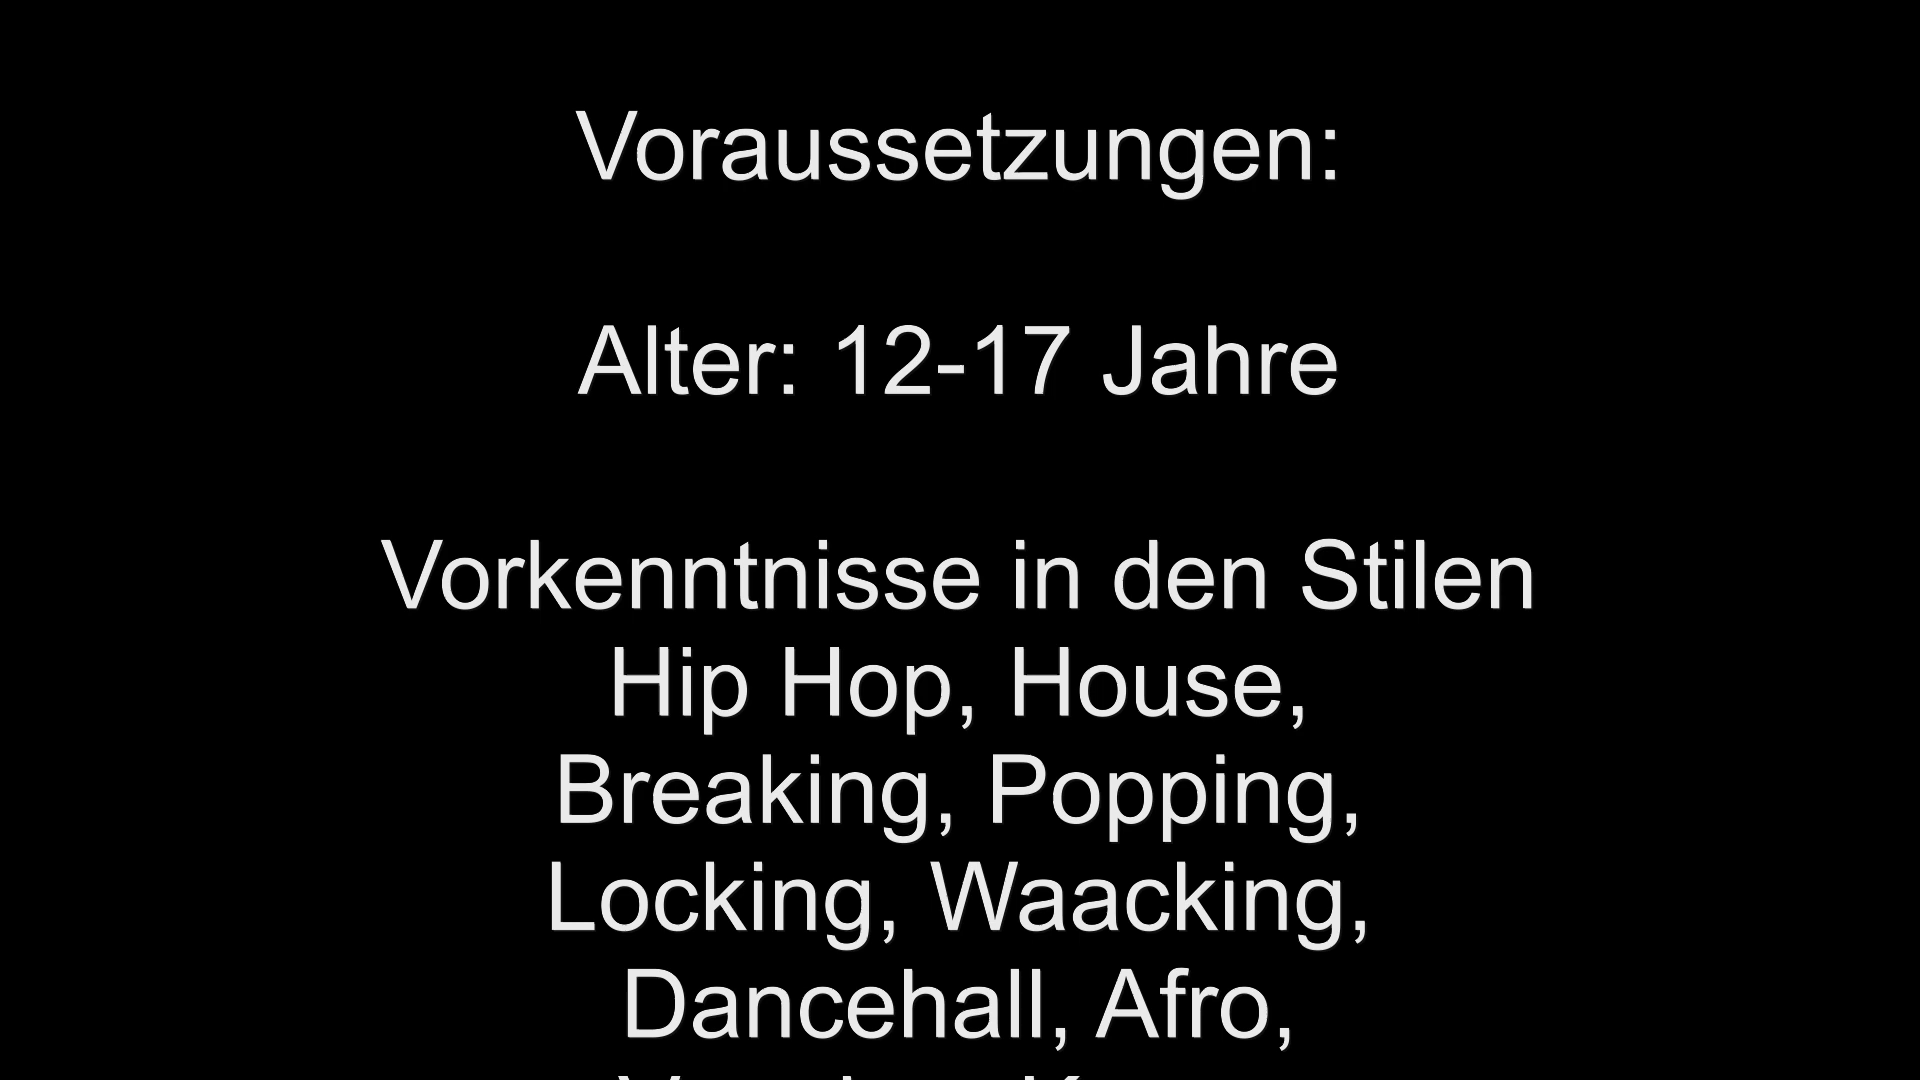 Voraussetzungen:
Alter: 12-17 Jahre
Vorkenntnisse in den Stilen
Hip Hop, House,
Breaking, Popping,
Locking, Waacking,
Dancehall, Afro,